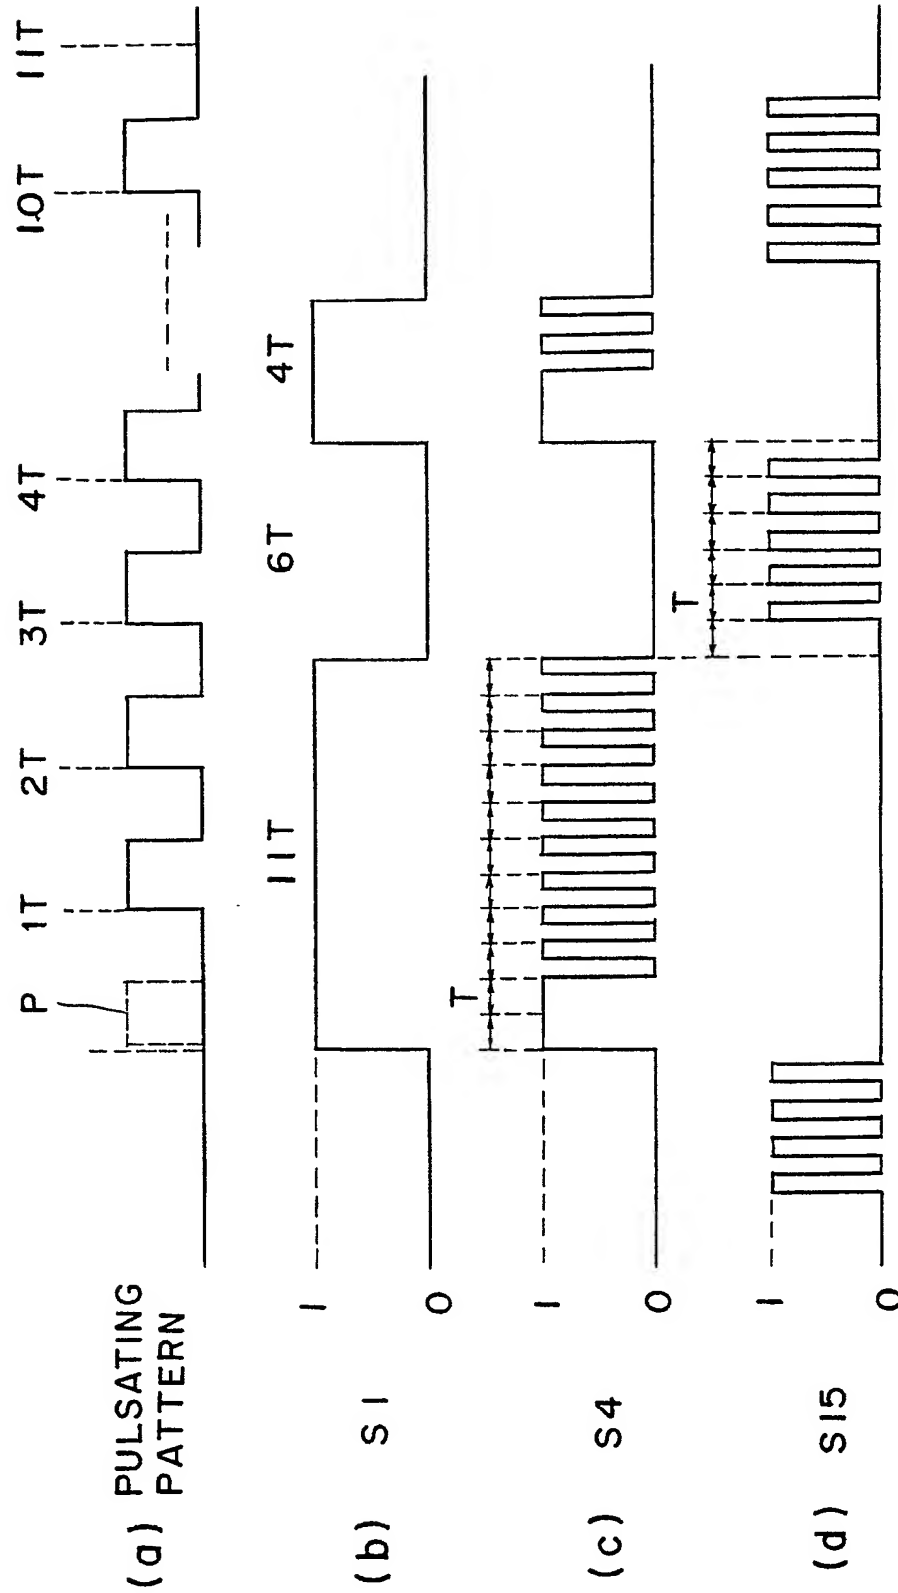 (a) PULSATING
PATTERN
P
1T
2T
3T
4T
10T
11T
(b) S1
1
0
11T
6T
4T
(c) S4
1
0
T
(d) S15
1
0
T